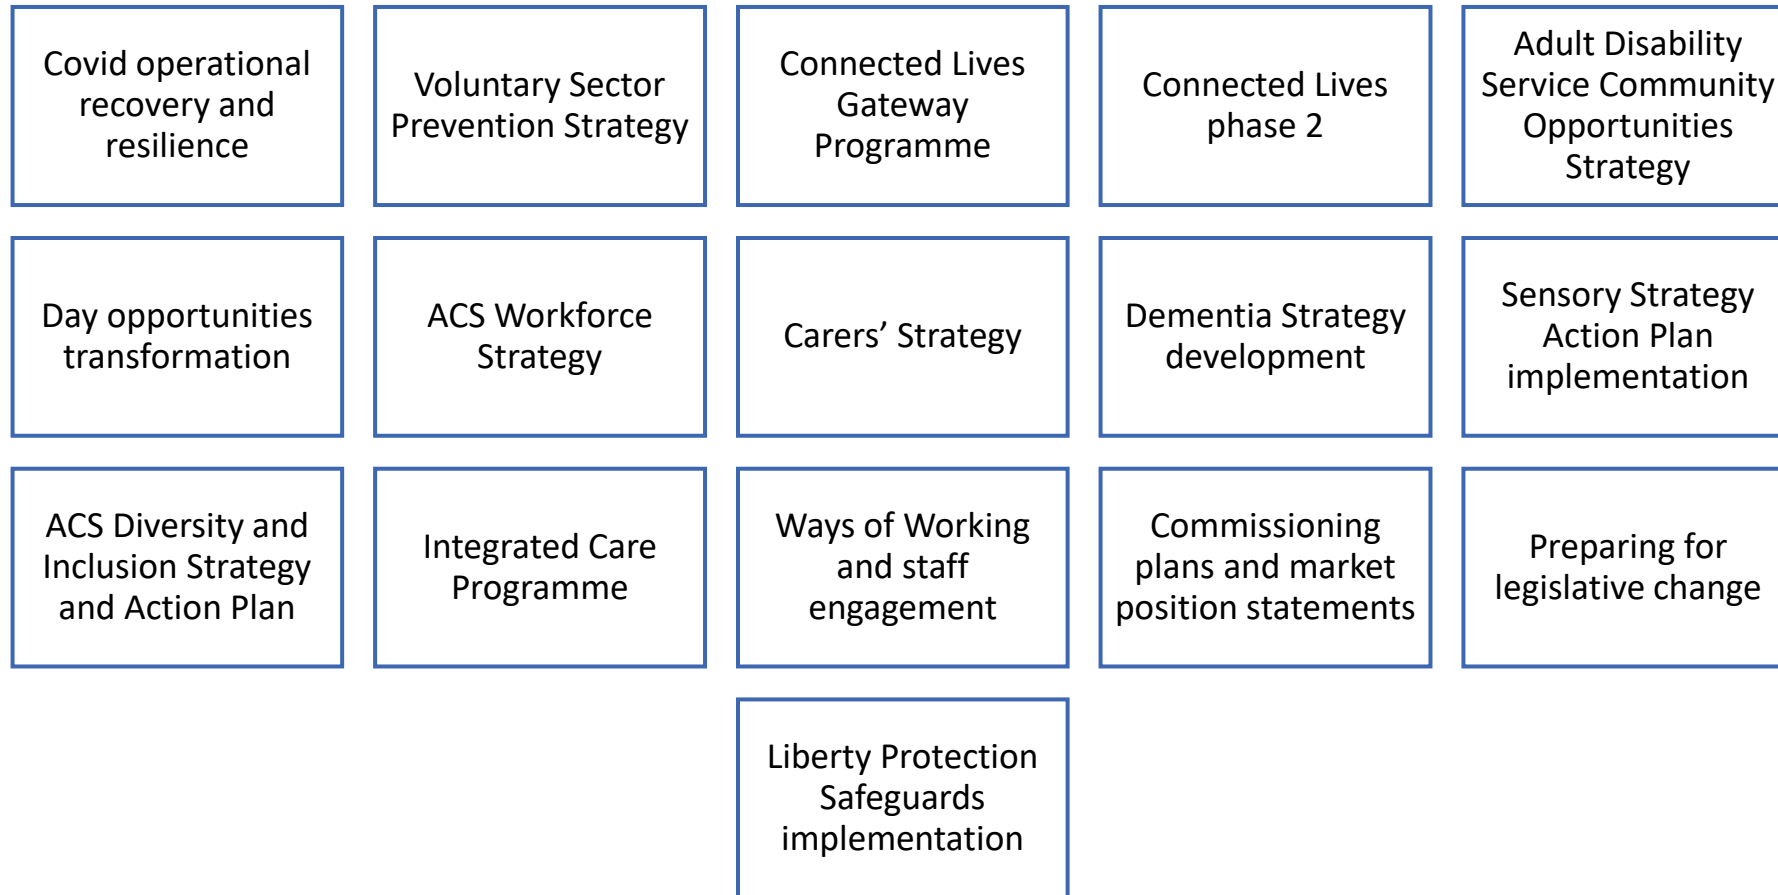 Covid operational
recovery and
resilience
Voluntary Sector
Prevention Strategy
Connected Lives
Gateway
Programme
Connected Lives
phase 2
Adult Disability
Service Community
Opportunities
Strategy
Day opportunities
transformation
ACS Workforce
Strategy
Carers’ Strategy
Dementia Strategy
development
Sensory Strategy
Action Plan
implementation
ACS Diversity and
Inclusion Strategy
and Action Plan
Integrated Care
Programme
Ways of Working
and staff
engagement
Commissioning
plans and market
position statements
Preparing for
legislative change
Liberty Protection
Safeguards
implementation